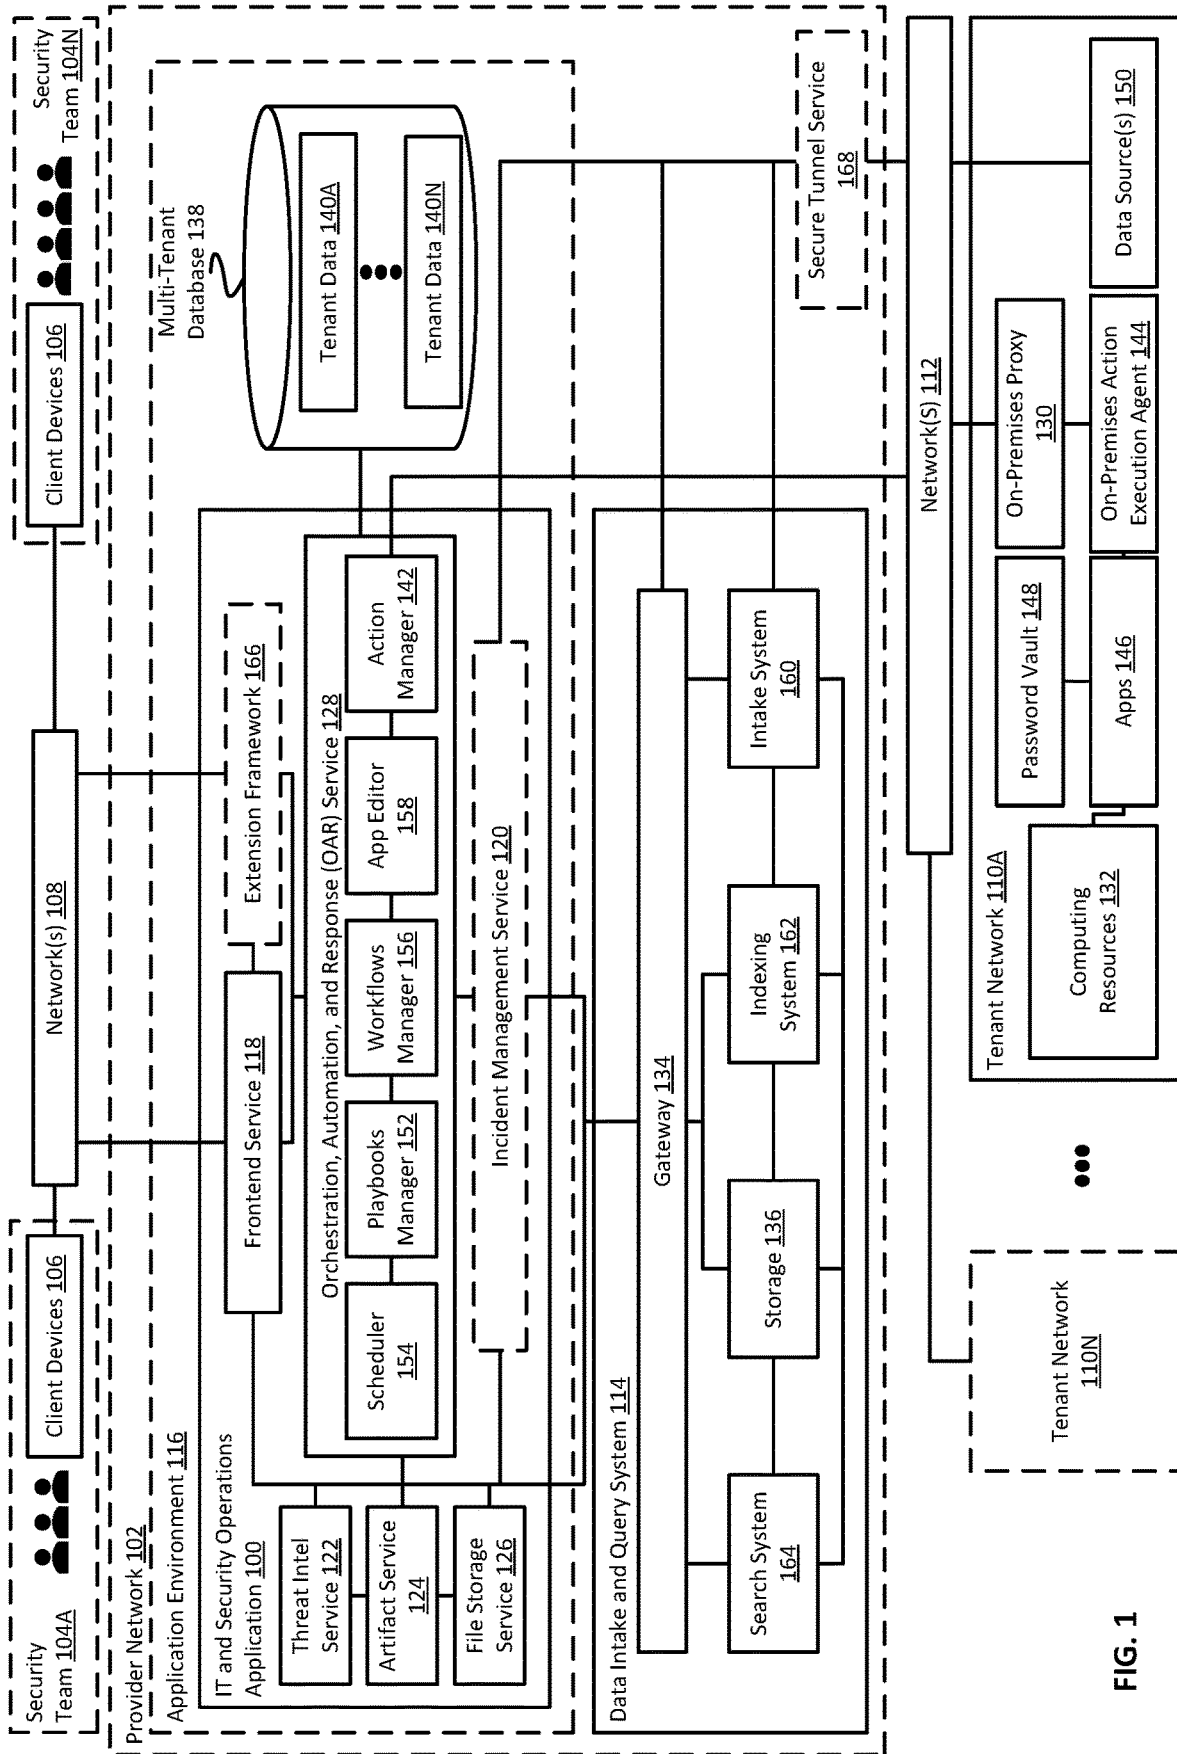 Security
Team 104A
Client Devices 106
Network(s) 108
Client Devices 106
Security
Team 104N
Provider Network 102
Application Environment 116
IT and Security Operations
Application 100
Frontend Service 118
Extension Framework 166
Multi-Tenant
Database 138
Tenant Data 140A
Tenant Data 140N
Threat Intel
Service 122
Artifact Service
124
File Storage
Service 126
Orchestration, Automation, and Response (OAR) Service 128
Scheduler
154
Playbooks
Manager 152
Workflows
Manager 156
App Editor
158
Action
Manager 142
Incident Management Service 120
Data Intake and Query System 114
Gateway 134
Search System
164
Storage 136
Indexing
System 162
Intake System
160
Secure Tunnel Service
168
Network(S) 112
Tenant Network
110N
Tenant Network 110A
Computing
Resources 132
Password Vault 148
Apps 146
On-Premises Proxy
130
On-Premises Action
Execution Agent 144
Data Source(s) 150
FIG. 1